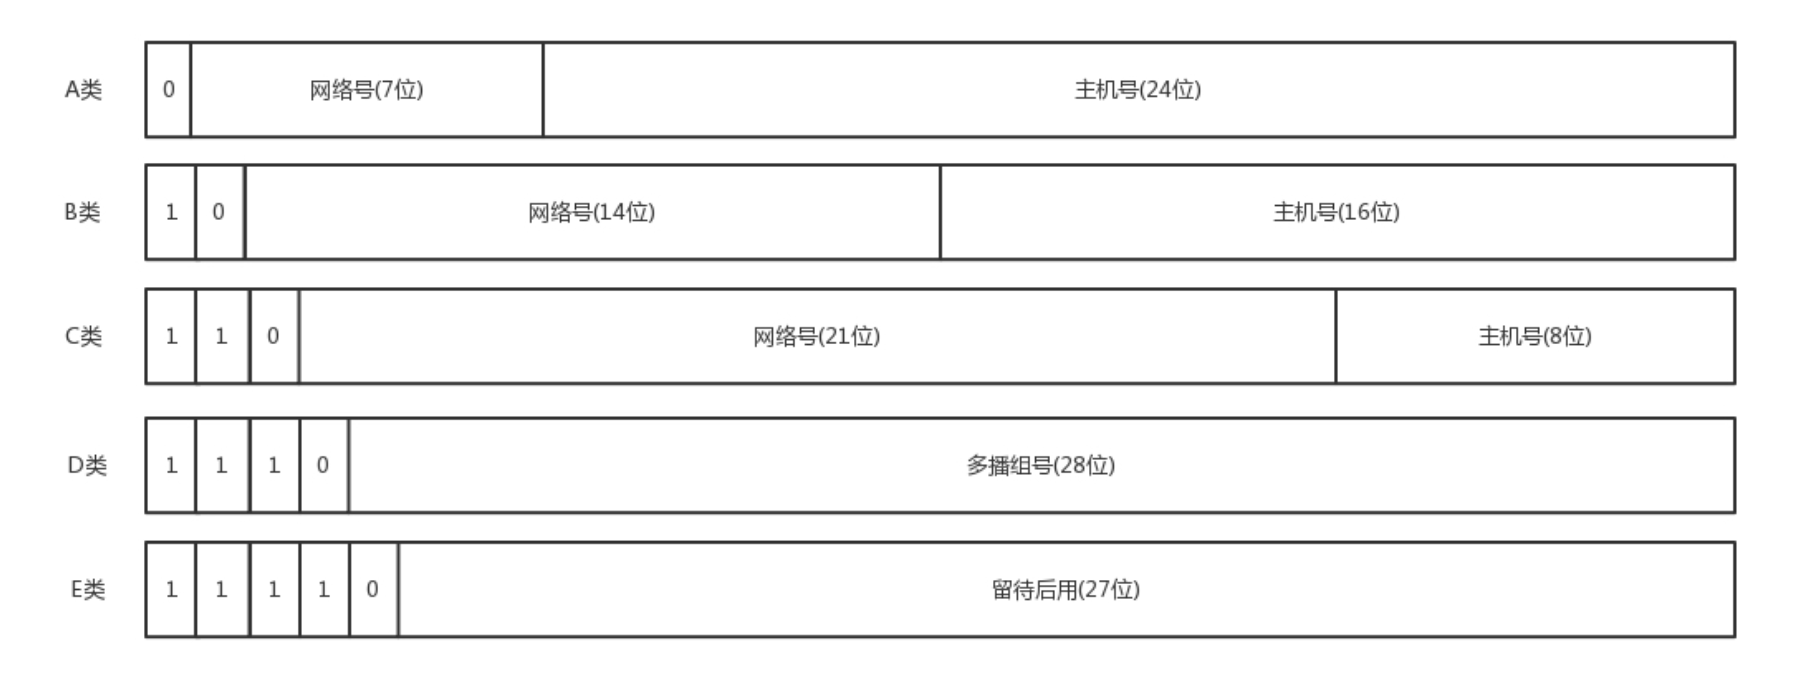 A类 0 网络号(7位) 主机号(24位)
B类 1 0 网络号(14位) 主机号(16位)
C类 1 1 0 网络号(21位) 主机号(8位)
D类 1 1 1 0 多播组号(28位)
E类 1 1 1 1 0 留待后用(27位)